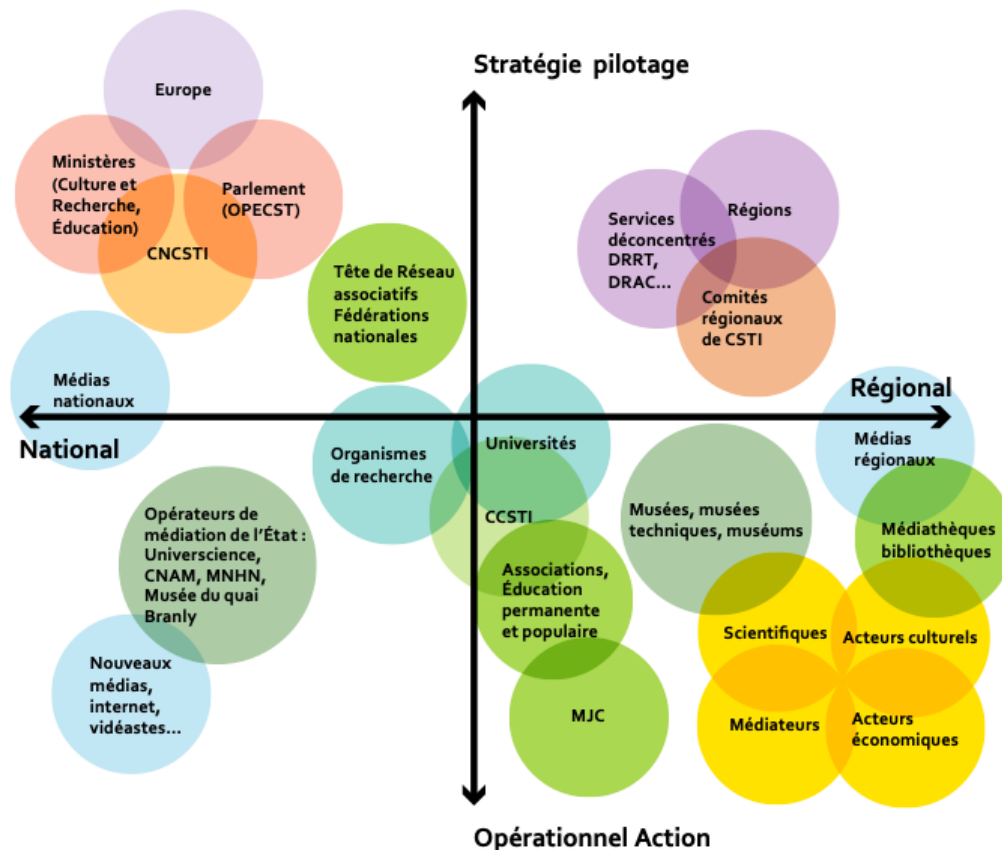 Stratégie pilotage
Europe
Ministères
(Culture et
Recherche,
Éducation)
Parlement
(OPECST)
CNCSTI
Tête de Réseau
associatifs
Fédérations
nationales
Services
déconcentrés
DRRT,
DRAC...
Régions
Comités
régionaux
de CSTI
Médias
nationaux
Régional
National
Organismes
de recherche
Universités
Médias
régionaux
Opérateurs de
médiation de l'État :
Universcience,
CNAM, MNHN,
Musée du quai
Branly
CCSTI
Musées, musées
techniques, muséums
Médiathèques
bibliothèques
Associations,
Éducation
permanente
et populaire
Scientifiques
Acteurs culturels
Nouveaux
médias,
internet,
vidéastes...
MJC
Médiateurs
Acteurs
économiques
Opérationnel Action